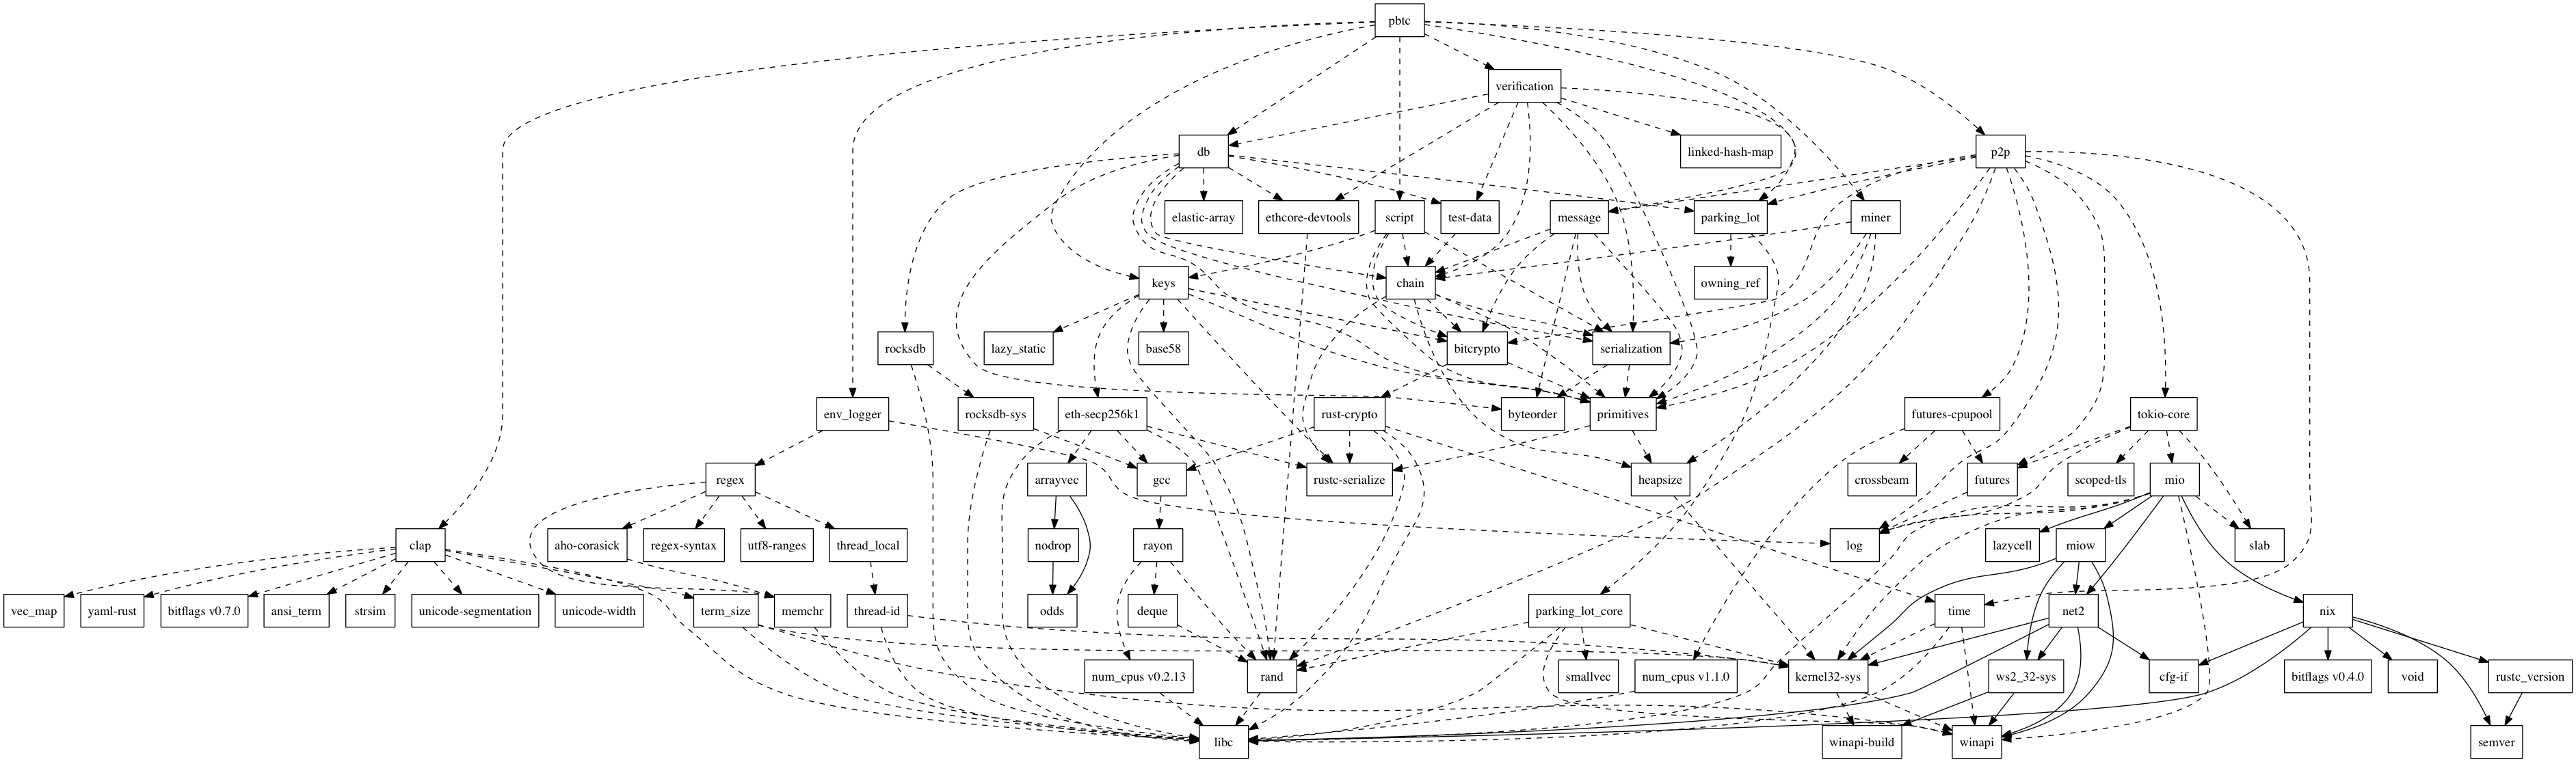 pbtc
verification
db
linked-hash-map
p2p
elastic-array
ethcore-devtools
script
test-data
message
parking_lot
miner
keys
chain
owning_ref
rocksdb
lazy_static
base58
bitcrypto
serialization
env_logger
rocksdb-sys
eth-secp256k1
rust-crypto
byteorder
primitives
futures-cpupool
tokio-core
regex
arrayvec
gcc
rustc-serialize
heapsize
crossbeam
futures
scoped-tls
mio
clap
aho-corasick
regex-syntax
utf8-ranges
thread_local
nodrop
rayon
log
lazycell
miow
slab
vec_map
yaml-rust
bitflags v0.7.0
ansi_term
strsim
unicode-segmentation
unicode-width
term_size
memchr
thread-id
odds
deque
parking_lot_core
time
net2
nix
num_cpus v0.2.13
rand
smallvec
num_cpus v1.1.0
kernel32-sys
ws2_32-sys
cfg-if
bitflags v0.4.0
void
rustc_version
libc
winapi-build
winapi
semver